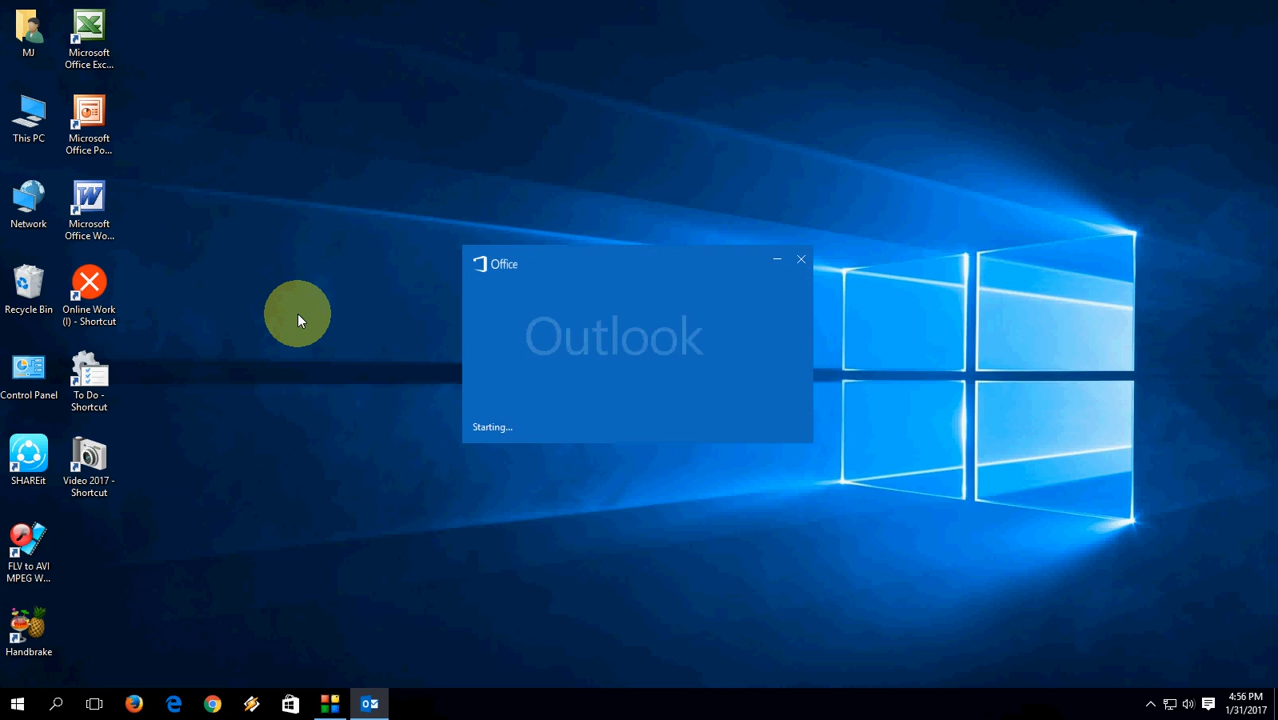 MJ
Microsoft
Office Exc...
This PC
Microsoft
Office Po...
Network
Microsoft
Office Wo...
Recycle Bin
Online Work
(I) - Shortcut
Control Panel
To Do -
Shortcut
SHAREit
Video 2017 -
Shortcut
FLV to AVI
MPEG W...
Handbrake
Office
Outlook
Starting...
4:56 PM
1/31/2017